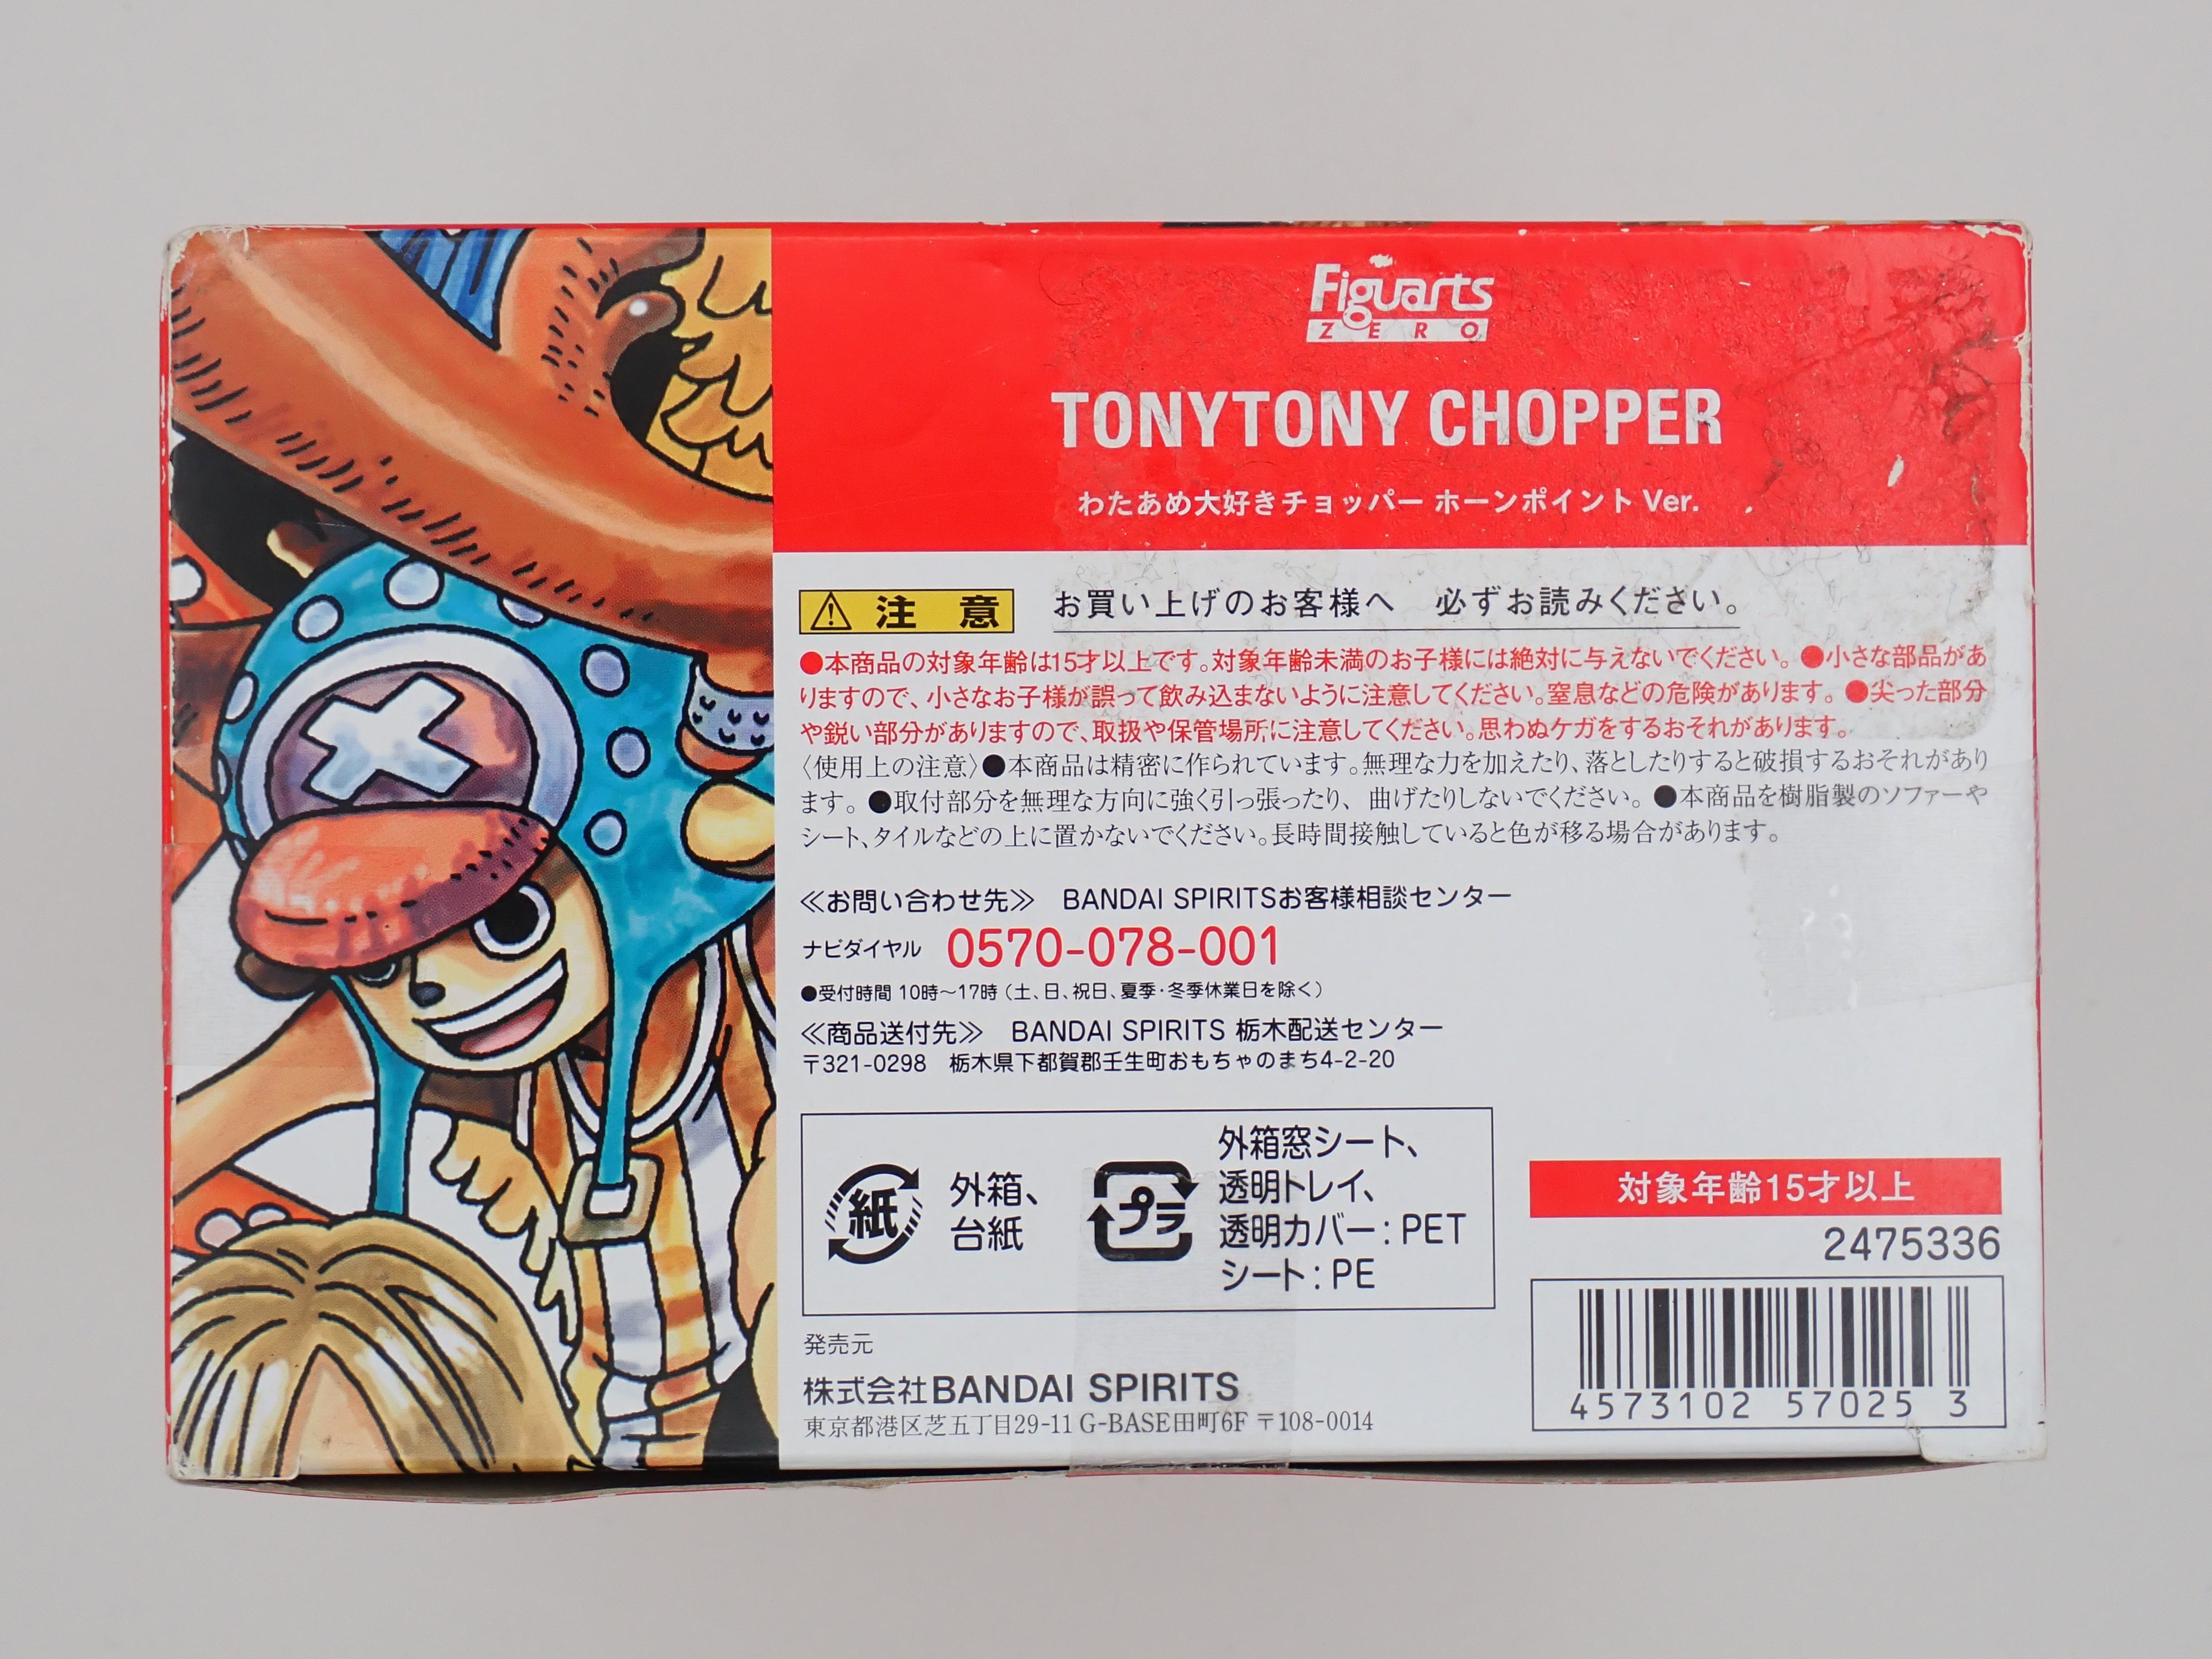 Figuarts
ZERO
TONYTONY CHOPPER
わたあめ大好きチョッパー ホーンポイント Ver.
注 意 お買い上げのお客様へ 必ずお読みください。
●本商品の対象年齢は15才以上です。対象年齢未満のお子様には絶対に与えないでください。●小さな部品があ
りますので、小さなお子様が誤って飲み込まないように注意してください。窒息などの危険があります。●尖った部分
や鋭い部分がありますので、取扱や保管場所に注意してください。思わぬケガをするおそれがあります。
〈使用上の注意〉●本商品は精密に作られています。無理な力を加えたり、落としたりすると破損するおそれがあり
ます。●取付部分を無理な方向に強く引っ張ったり、曲げたりしないでください。●本商品を樹脂製のソファーや
シート、タイルなどの上に置かないでください。長時間接触していると色が移る場合があります。
≪お問い合わせ先≫ BANDAI SPIRITSお客様相談センター
ナビダイヤル 0570-078-001
●受付時間 10時～17時（土、日、祝日、夏季・冬季休業日を除く）
≪商品送付先≫ BANDAI SPIRITS 栃木配送センター
〒321-0298 栃木県下都賀郡壬生町おもちゃのまち4-2-20
紙
外箱、
台紙
プラ
外箱窓シート、
透明トレイ、
透明カバー：PET
シート：PE
対象年齢15才以上
2475336
4573102 57025 3
発売元
株式会社BANDAI SPIRITS
東京都港区芝五丁目29-11 G-BASE田町6F 〒108-0014